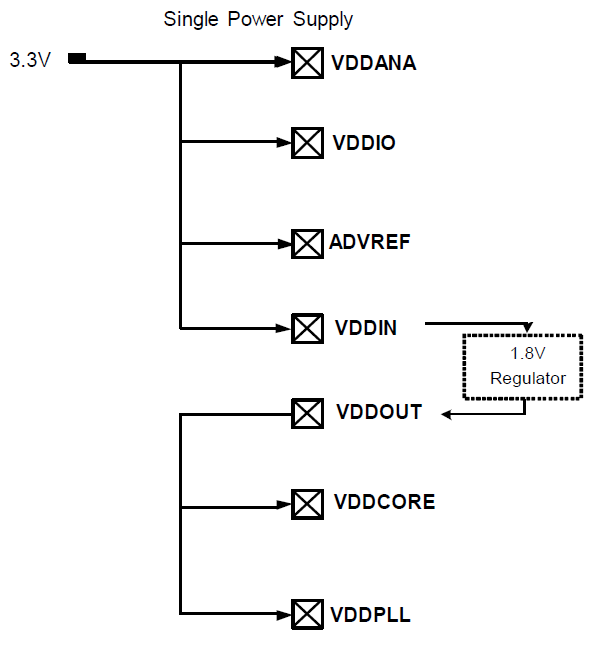 Single Power Supply
3.3V
VDDANA
VDDIO
ADVREF
VDDIN
1.8V
Regulator
VDDOUT
VDDCORE
VDDPLL